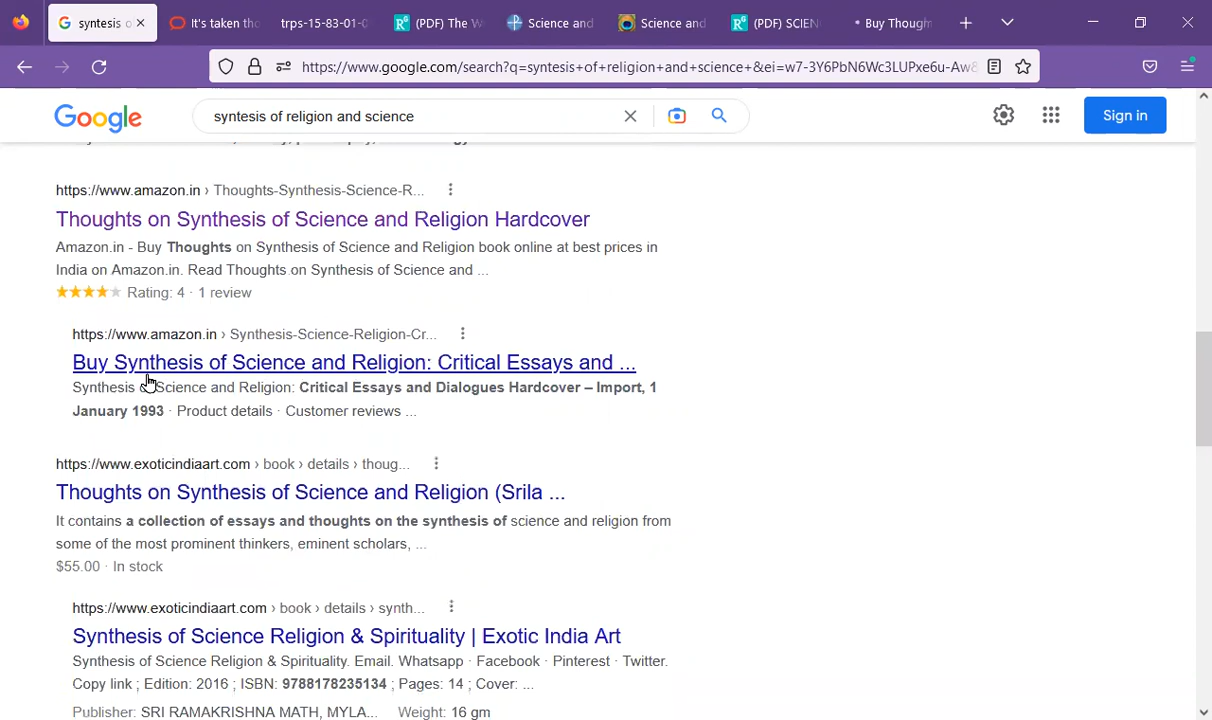 syntesis o
It's taken tho
trps-15-83-01-0
(PDF) The W
Science and
Science and
(PDF) SCIEN
Buy Though
https://www.google.com/search?q=syntesis+of+religion+and+science+&ei=w7-3Y6PbN6Wc3LUPxe6u-Aw8
Google
syntesis of religion and science
Sign in
https://www.amazon.in › Thoughts-Synthesis-Science-R...
Thoughts on Synthesis of Science and Religion Hardcover
Amazon.in - Buy Thoughts on Synthesis of Science and Religion book online at best prices in
India on Amazon.in. Read Thoughts on Synthesis of Science and ...
Rating: 4 · 1 review
https://www.amazon.in › Synthesis-Science-Religion-Cr...
Buy Synthesis of Science and Religion: Critical Essays and ...
Synthesis of Science and Religion: Critical Essays and Dialogues Hardcover – Import, 1
January 1993 · Product details · Customer reviews ...
https://www.exoticindiaart.com › book › details › thoug...
Thoughts on Synthesis of Science and Religion (Srila ...
It contains a collection of essays and thoughts on the synthesis of science and religion from
some of the most prominent thinkers, eminent scholars, ...
$55.00 · In stock
https://www.exoticindiaart.com › book › details › synth...
Synthesis of Science Religion & Spirituality | Exotic India Art
Synthesis of Science Religion & Spirituality. Email. Whatsapp · Facebook · Pinterest · Twitter.
Copy link ; Edition: 2016 ; ISBN: 9788178235134 ; Pages: 14 ; Cover: ...
Publisher: SRI RAMAKRISHNA MATH, MYLA... Weight: 16 gm